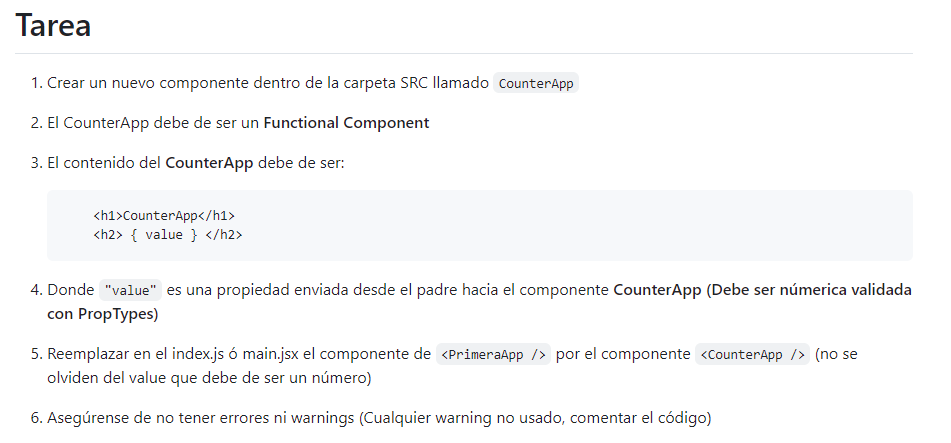 Tarea
1. Crear un nuevo componente dentro de la carpeta SRC llamado CounterApp
2. El CounterApp debe de ser un Functional Component
3. El contenido del CounterApp debe de ser:
<h1>CounterApp</h1>
<h2> { value } </h2>
4. Donde "value" es una propiedad enviada desde el padre hacia el componente CounterApp (Debe ser númerica validada
con PropTypes)
5. Reemplazar en el index.js ó main.jsx el componente de <PrimeraApp /> por el componente <CounterApp /> (no se
olviden del value que debe de ser un número)
6. Asegúrense de no tener errores ni warnings (Cualquier warning no usado, comentar el código)